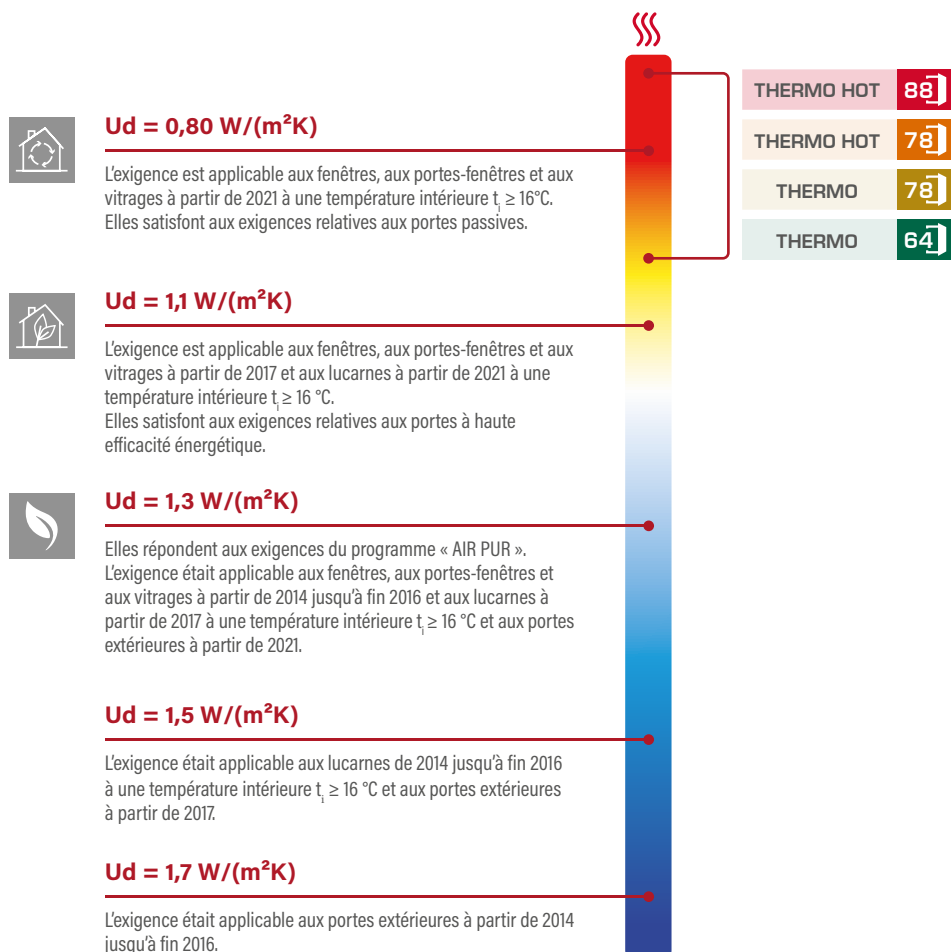 Ud = 0,80 W/(m²K)
L'exigence est applicable aux fenêtres, aux portes-fenêtres et aux
vitrages à partir de 2021 à une température intérieure tᵢ ≥ 16°C.
Elles satisfont aux exigences relatives aux portes passives.
THERMO HOT 88
THERMO HOT 78
THERMO 78
THERMO 64
Ud = 1,1 W/(m²K)
L'exigence est applicable aux fenêtres, aux portes-fenêtres et aux
vitrages à partir de 2017 et aux lucarnes à partir de 2021 à une
température intérieure tᵢ ≥ 16 °C.
Elles satisfont aux exigences relatives aux portes à haute
efficacité énergétique.
Ud = 1,3 W/(m²K)
Elles répondent aux exigences du programme « AIR PUR ».
L'exigence était applicable aux fenêtres, aux portes-fenêtres et
aux vitrages à partir de 2014 jusqu'à fin 2016 et aux lucarnes à
partir de 2017 à une température intérieure tᵢ ≥ 16 °C et aux portes
extérieures à partir de 2021.
Ud = 1,5 W/(m²K)
L'exigence était applicable aux lucarnes de 2014 jusqu'à fin 2016
à une température intérieure tᵢ ≥ 16 °C et aux portes extérieures
à partir de 2017.
Ud = 1,7 W/(m²K)
L'exigence était applicable aux portes extérieures à partir de 2014
jusqu'à fin 2016.